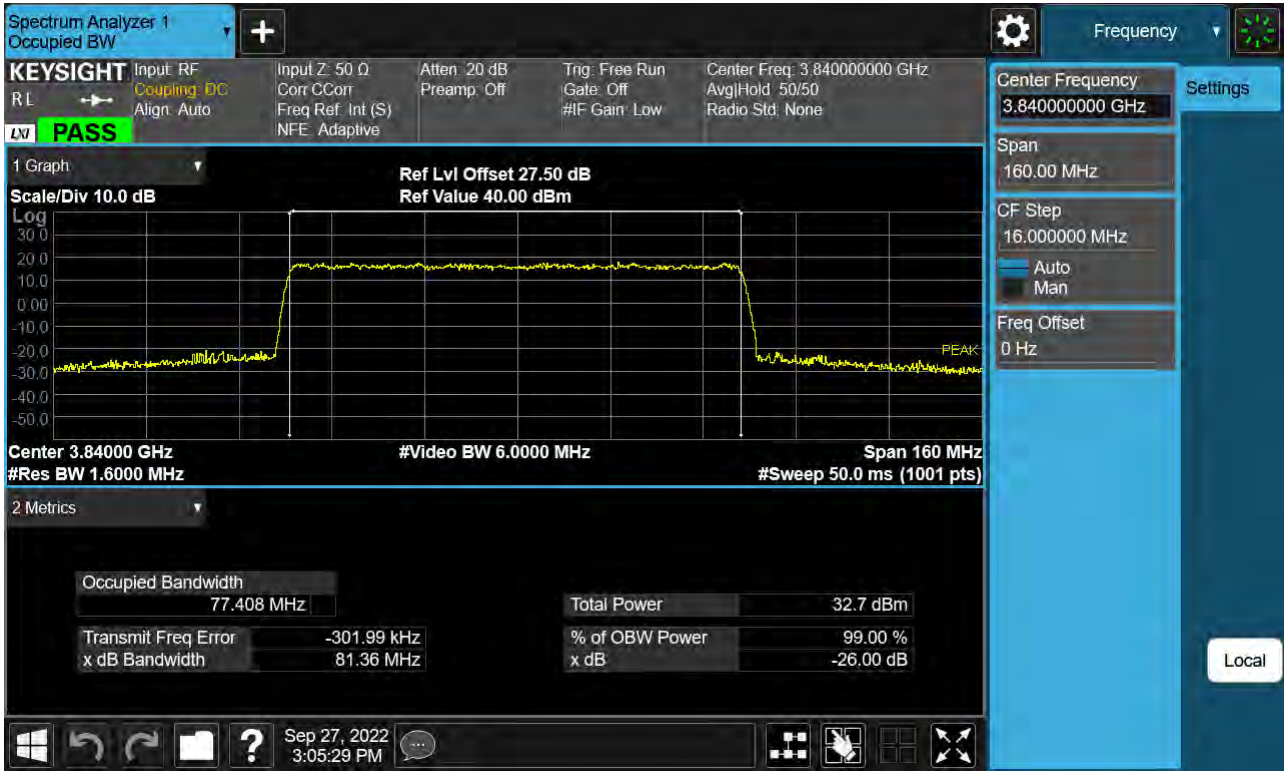 Spectrum Analyzer 1
Occupied BW
+
Frequency
KEYSIGHT
RL
LXI
PASS
Input: RF
Coupling: DC
Align: Auto
Input Z: 50 Ω
Corr CCorr
Freq Ref: Int (S)
NFE: Adaptive
Atten: 20 dB
Preamp: Off
Trig: Free Run
Gate: Off
#IF Gain: Low
Center Freq: 3.840000000 GHz
Avg|Hold: 50/50
Radio Std: None
Center Frequency
3.840000000 GHz
Settings
Span
160.00 MHz
CF Step
16.000000 MHz
Auto
Man
Freq Offset
0 Hz
Local
1 Graph
Scale/Div 10.0 dB
Ref Lvl Offset 27.50 dB
Ref Value 40.00 dBm
Log
30.0
20.0
10.0
0.00
-10.0
-20.0
-30.0
-40.0
-50.0
PEAK
Center 3.84000 GHz
#Video BW 6.0000 MHz
Span 160 MHz
#Res BW 1.6000 MHz
#Sweep 50.0 ms (1001 pts)
2 Metrics
Occupied Bandwidth
77.408 MHz
Total Power 32.7 dBm
Transmit Freq Error -301.99 kHz
% of OBW Power 99.00 %
x dB Bandwidth 81.36 MHz
x dB -26.00 dB
?
Sep 27, 2022
3:05:29 PM